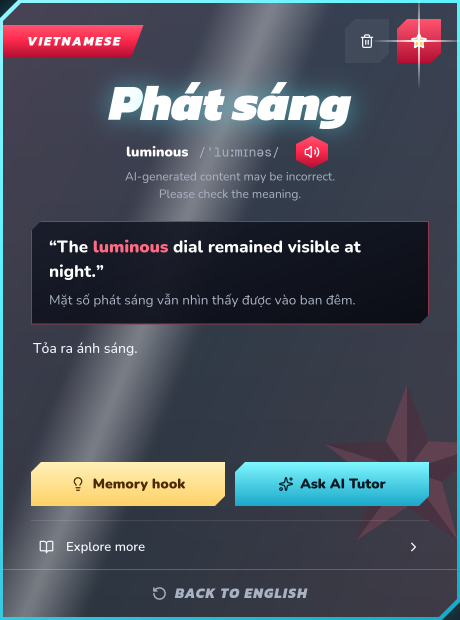 VIETNAMESE
Phát sáng
luminous /ˈluːmɪnəs/
AI-generated content may be incorrect.
Please check the meaning.
“The luminous dial remained visible at
night.”
Mặt số phát sáng vẫn nhìn thấy được vào ban đêm.
Tỏa ra ánh sáng.
Memory hook
Ask AI Tutor
Explore more
BACK TO ENGLISH